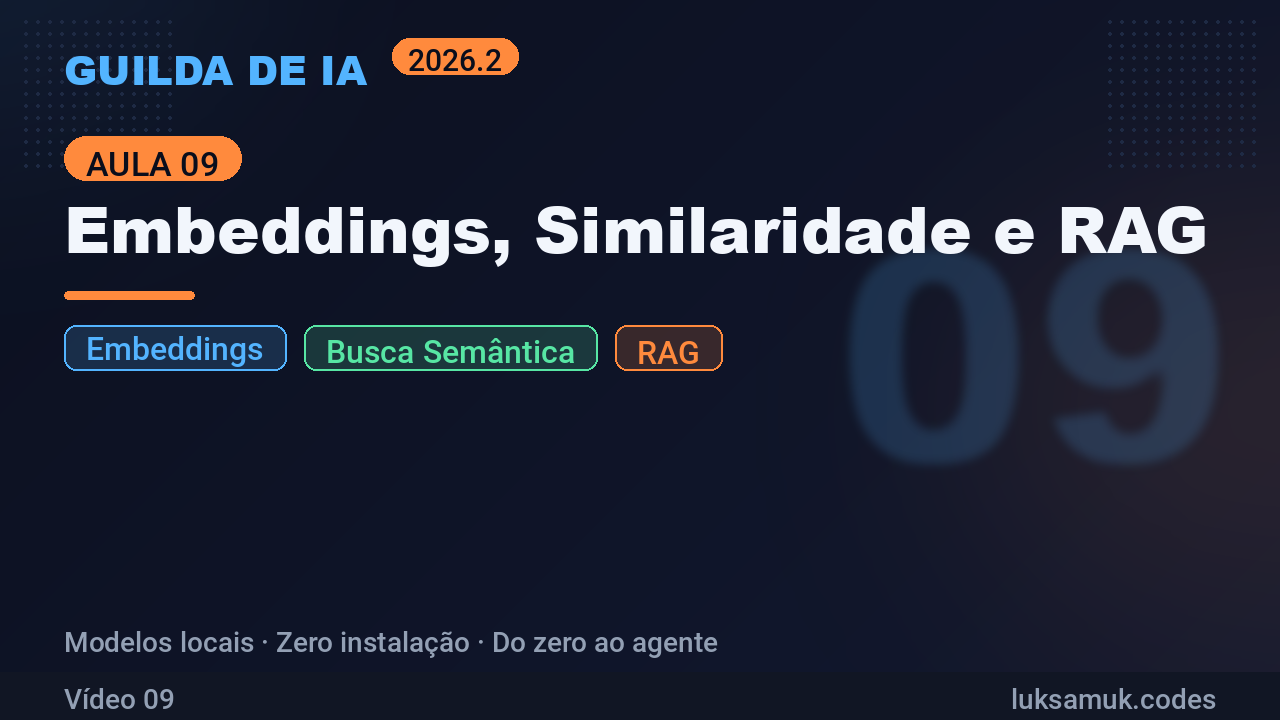 GUILDA DE IA 2026.2
AULA 09
Embeddings, Similaridade e RAG
09
Embeddings Busca Semântica RAG
Modelos locais · Zero instalação · Do zero ao agente
Vídeo 09 luksamuk.codes